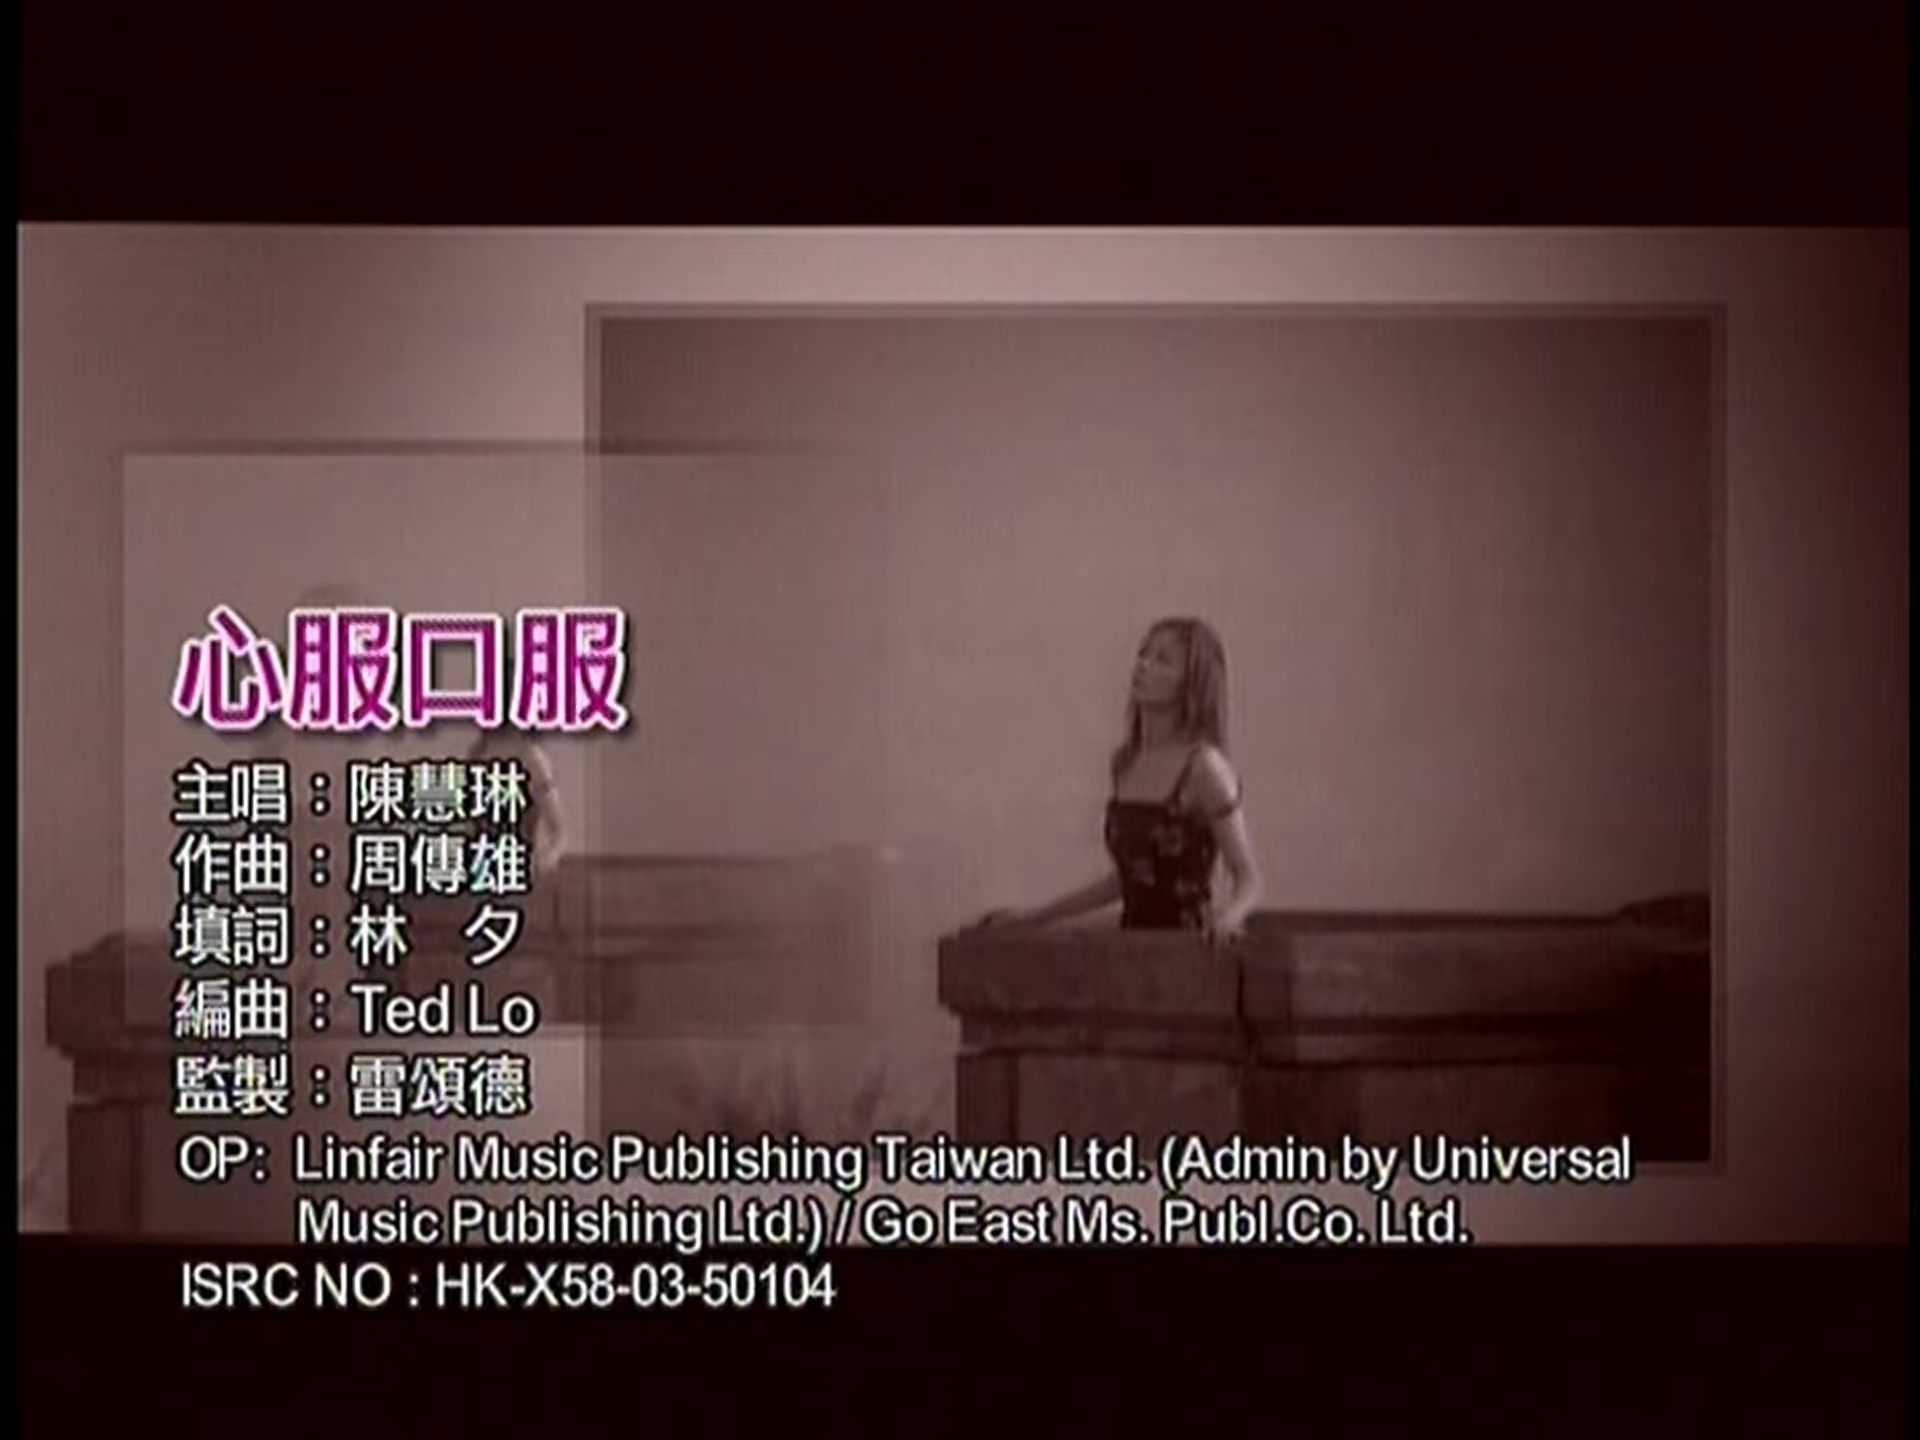 心服口服
主唱：陳慧琳
作曲：周傳雄
填詞：林　夕
編曲：Ted Lo
監製：雷頌德
OP: Linfair Music Publishing Taiwan Ltd. (Admin by Universal
Music Publishing Ltd.) / Go East Ms. Publ.Co. Ltd.
ISRC NO : HK-X58-03-50104